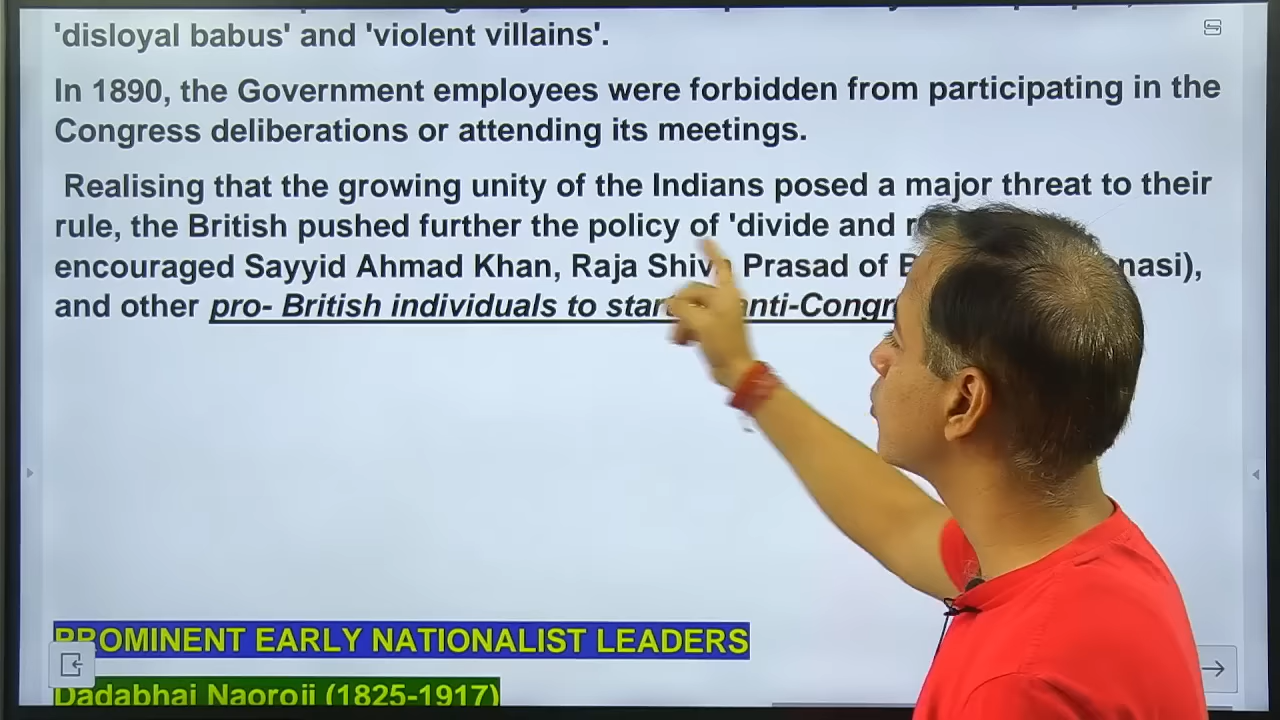 'disloyal babus' and 'violent villains'.
In 1890, the Government employees were forbidden from participating in the
Congress deliberations or attending its meetings.
Realising that the growing unity of the Indians posed a major threat to their
rule, the British pushed further the policy of 'divide and
encouraged Sayyid Ahmad Khan, Raja Shiva Prasad of
and other pro- British individuals to start
PROMINENT EARLY NATIONALIST LEADERS
Dadabhai Naoroji (1825-1917)